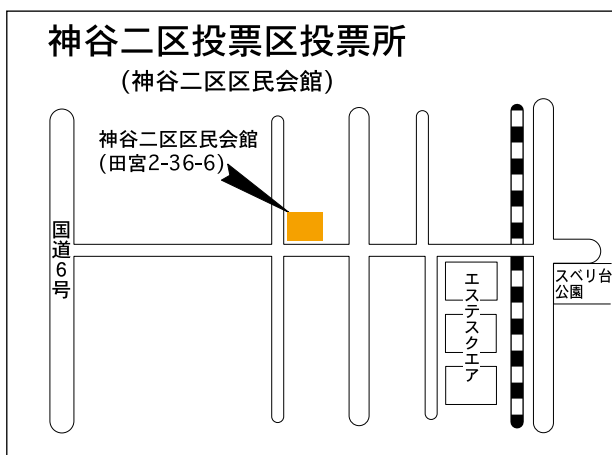 神谷二区投票区投票所
(神谷二区区民会館)
神谷二区区民会館
(田宮2-36-6)
国道6号
エステスクエア
スベリ台
公園